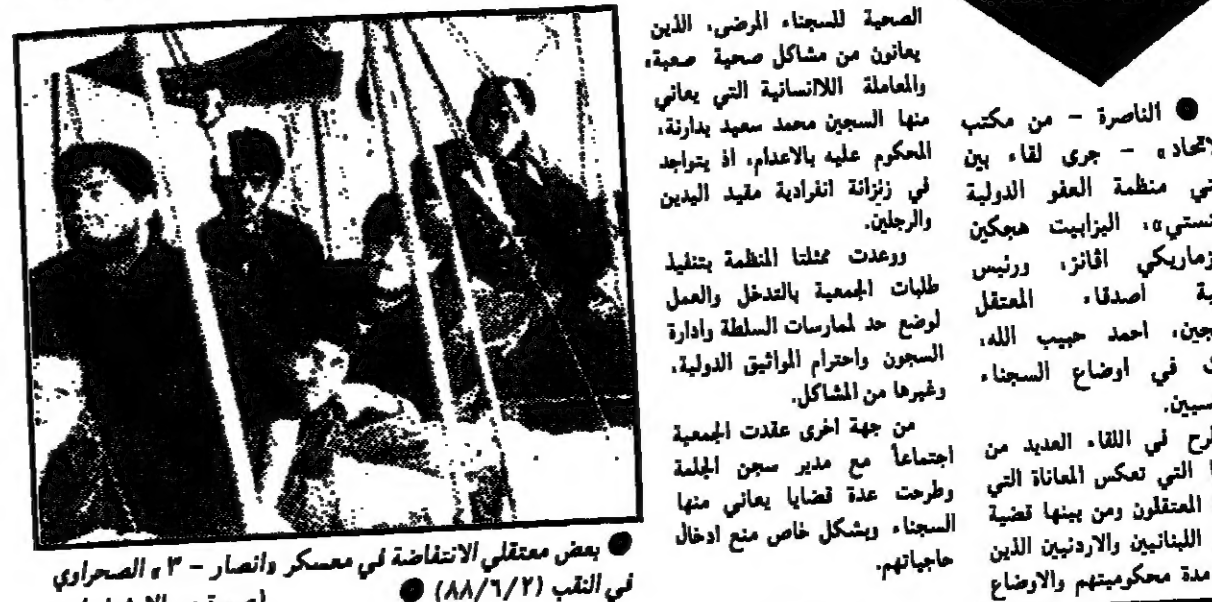 ● الناصرة – من مكتب
– جرى لقاء بين
منظمة العفو الدولية
اليزابيت هجكين
اڤانز، ورئيس
اصدقاء المعتقل
احمد حبيب الله،
في اوضاع السجناء
في اللقاء العديد من
التي تعكس المعاناة التي
المعتقلون ومن بينها قضية
اللبنانيين والاردنيين الذين
مدة محكوميتهم والاوضاع
الصحية للسجناء المرضى، الذين
يعانون من مشاكل صحية صعبة،
والمعاملة اللاانسانية التي يعاني
منها السجين محمد سعيد بدارنة،
المحكوم عليه بالاعدام، اذ يتواجد
في زنزانة انفرادية مقيد اليدين
والرجلين.
ووعدت ممثلتا المنظمة بتنفيذ
طلبات الجمعية بالتدخل والعمل
لوضع حد لممارسات السلطة وادارة
السجون واحترام المواثيق الدولية،
وغيرها من المشاكل.
من جهة اخرى عقدت الجمعية
اجتماعاً مع مدير سجن الجلمة
وطرحت عدة قضايا يعاني منها
السجناء وبشكل خاص منع ادخال
حاجياتهم.
● بعض معتقلي الانتفاضة في معسكر «انصار – ٣» الصحراوي
في النقب (٨٨/٦/٢) ●